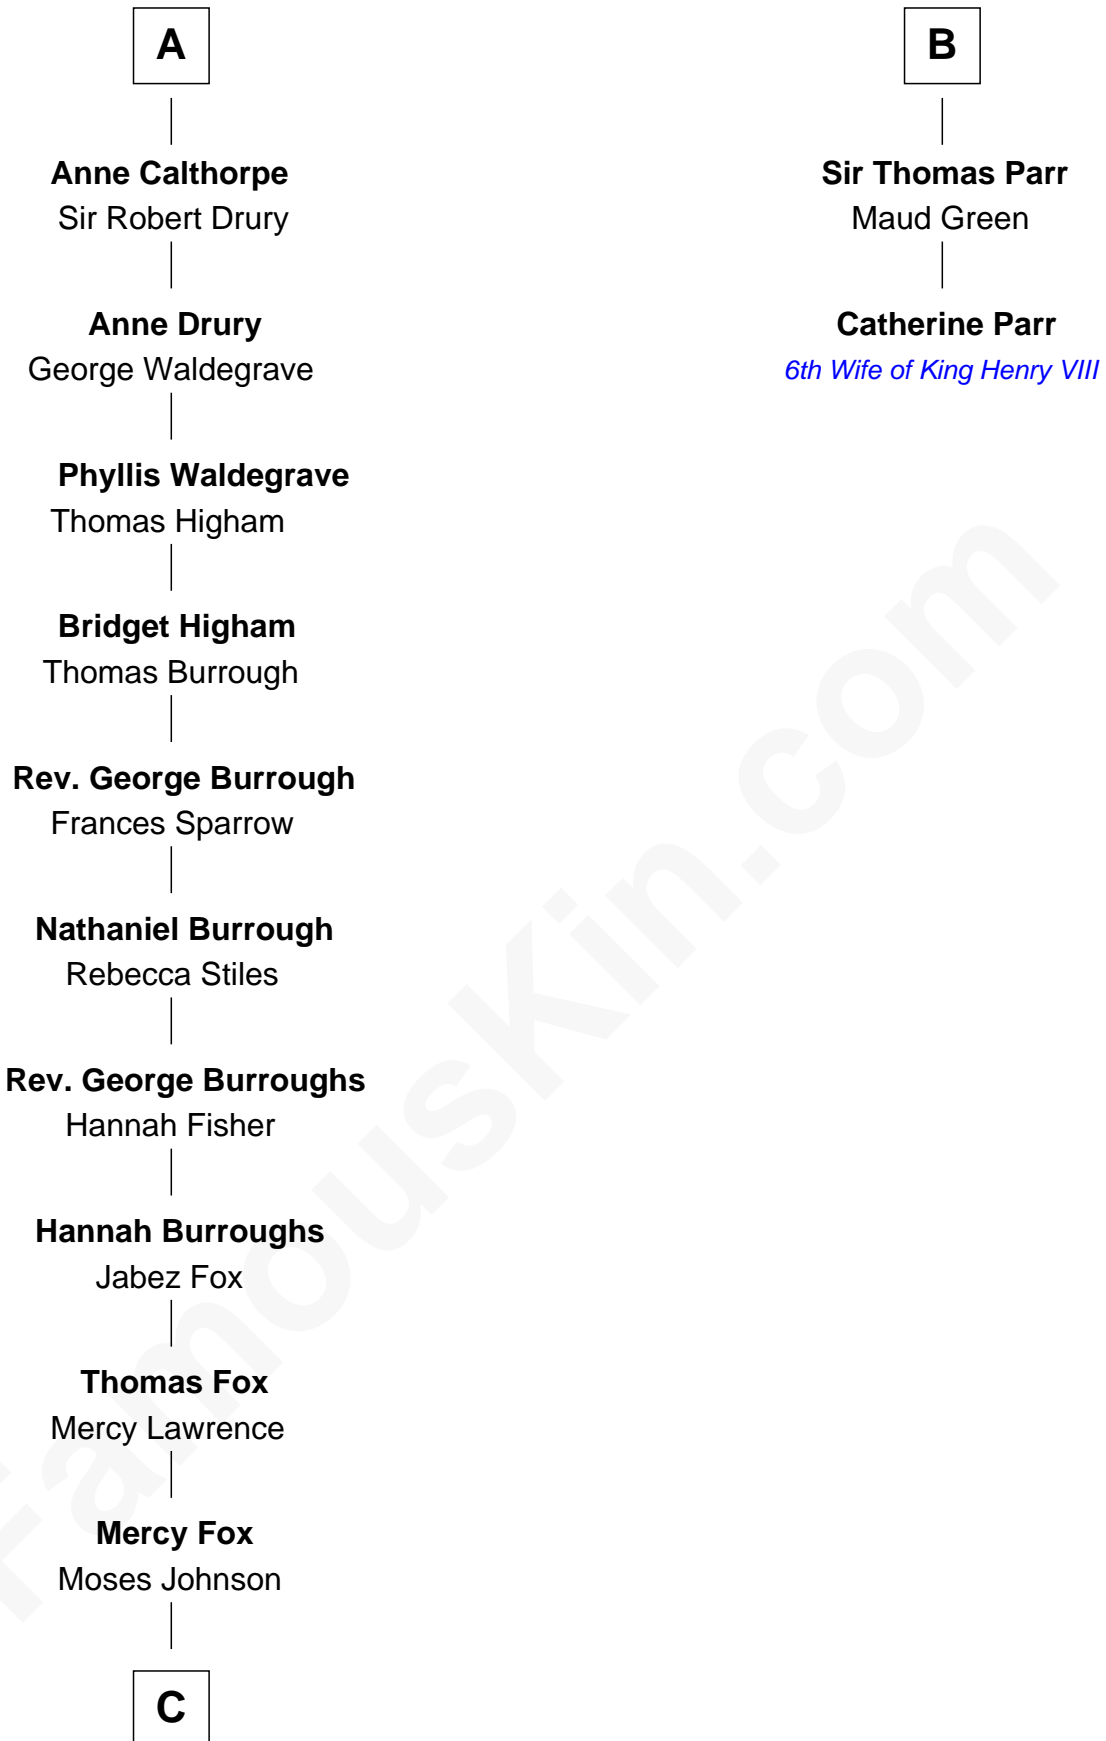 A
Anne Calthorpe
Sir Robert Drury
Anne Drury
George Waldegrave
Phyllis Waldegrave
Thomas Higham
Bridget Higham
Thomas Burrough
Rev. George Burrough
Frances Sparrow
Nathaniel Burrough
Rebecca Stiles
Rev. George Burroughs
Hannah Fisher
Hannah Burroughs
Jabez Fox
Thomas Fox
Mercy Lawrence
Mercy Fox
Moses Johnson
C
B
Sir Thomas Parr
Maud Green
Catherine Parr
6th Wife of King Henry VIII
FamousKin.com